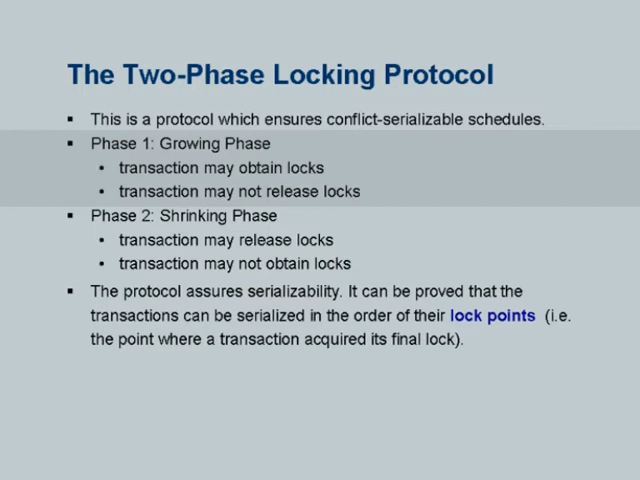 The Two-Phase Locking Protocol
▪ This is a protocol which ensures conflict-serializable schedules.
▪ Phase 1: Growing Phase
• transaction may obtain locks
• transaction may not release locks
▪ Phase 2: Shrinking Phase
• transaction may release locks
• transaction may not obtain locks
▪ The protocol assures serializability. It can be proved that the
transactions can be serialized in the order of their lock points (i.e.
the point where a transaction acquired its final lock).